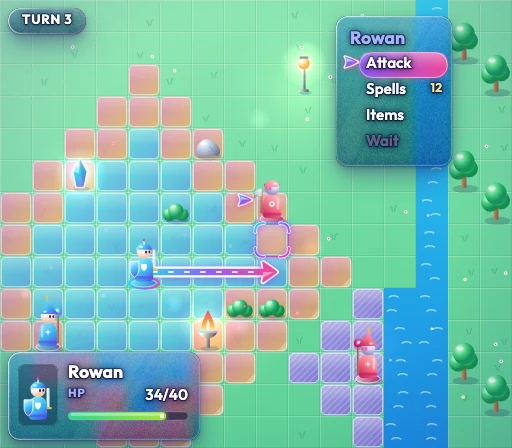 TURN 3
Rowan
Attack
Spells 12
Items
Wait
Rowan
HP 34/40